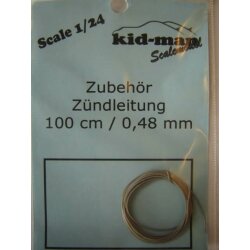 Scale 1/24
kid-man
Zubehör
Zündleitung
100 cm / 0,48 mm